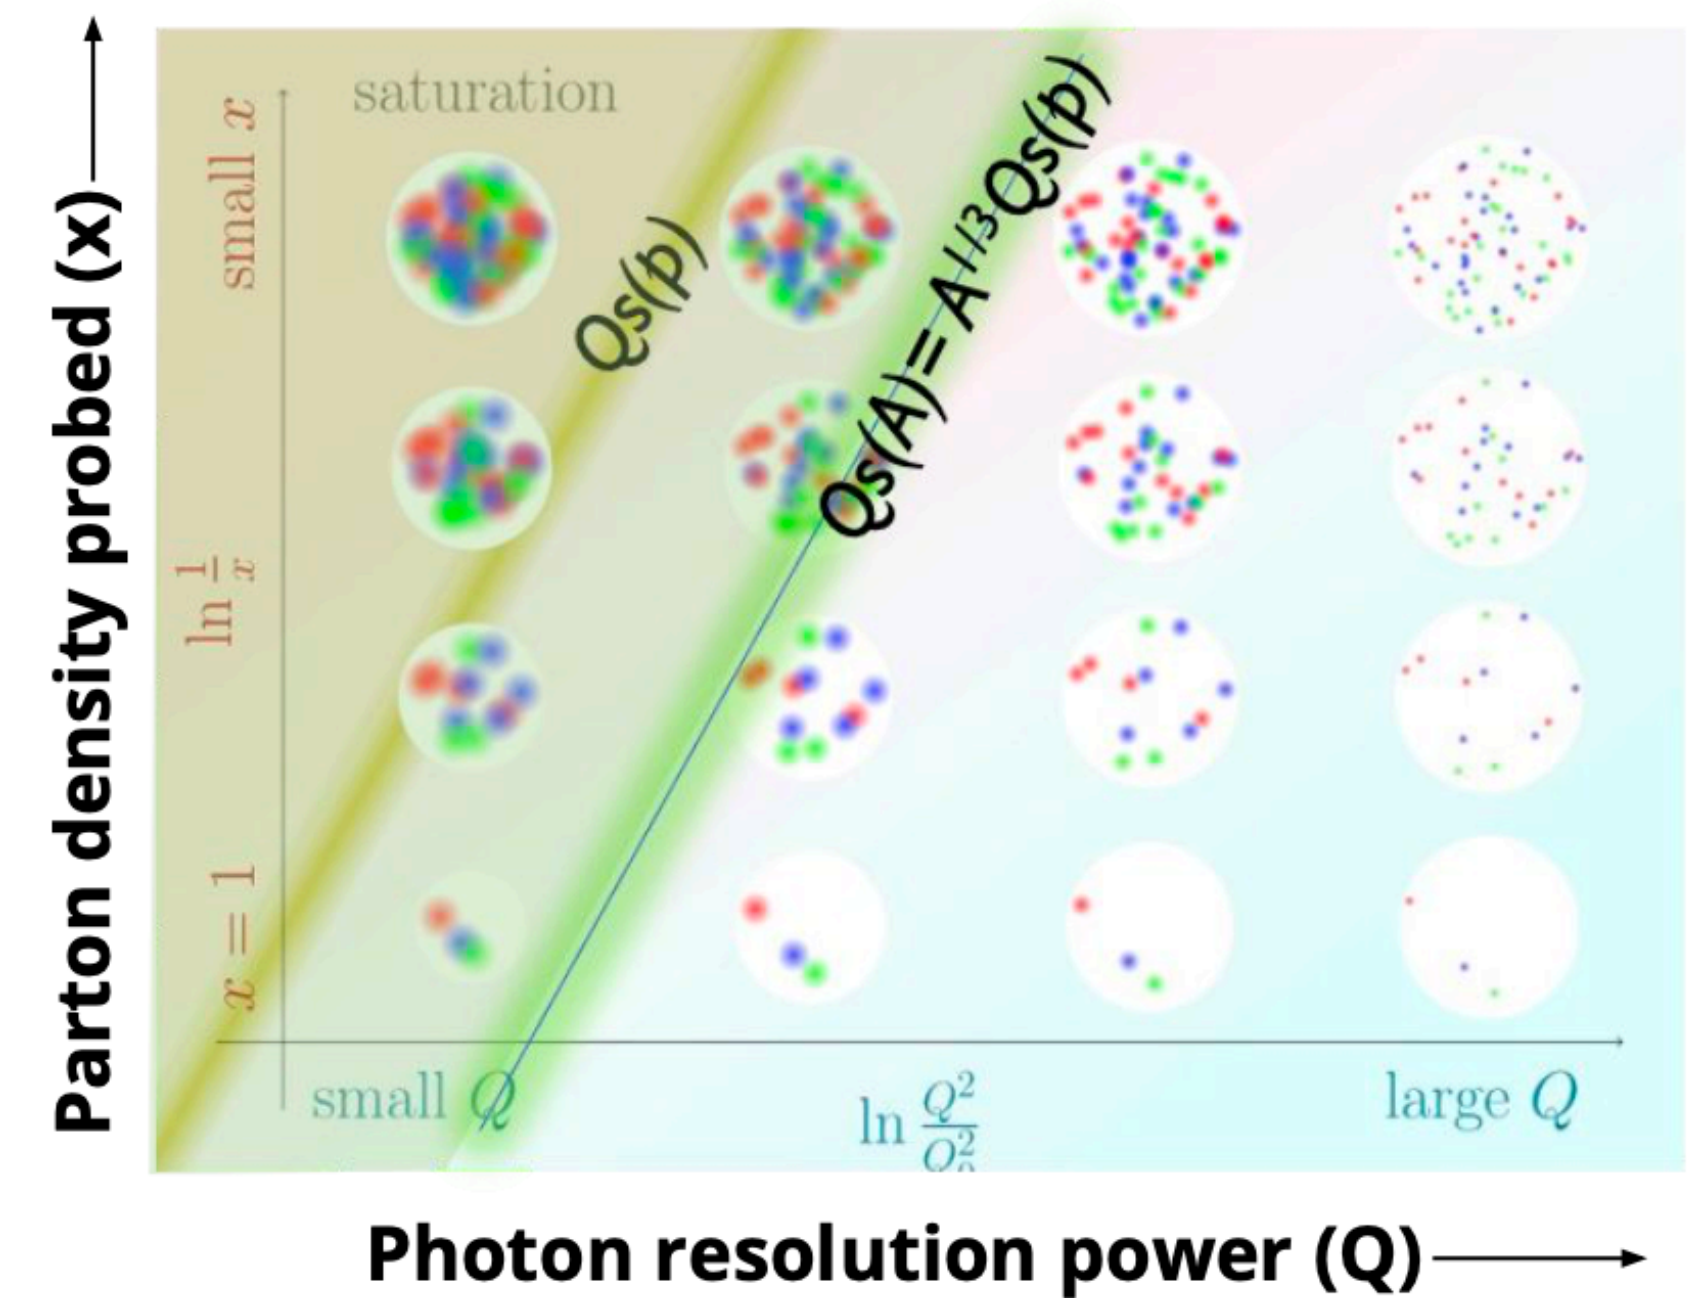 Parton density probed (x)
saturation
small x
ln 1/x
x = 1
Qs(p)
Qs(A)= A1/3 Qs(p)
small Q
ln Q²/Q₀²
large Q
Photon resolution power (Q)